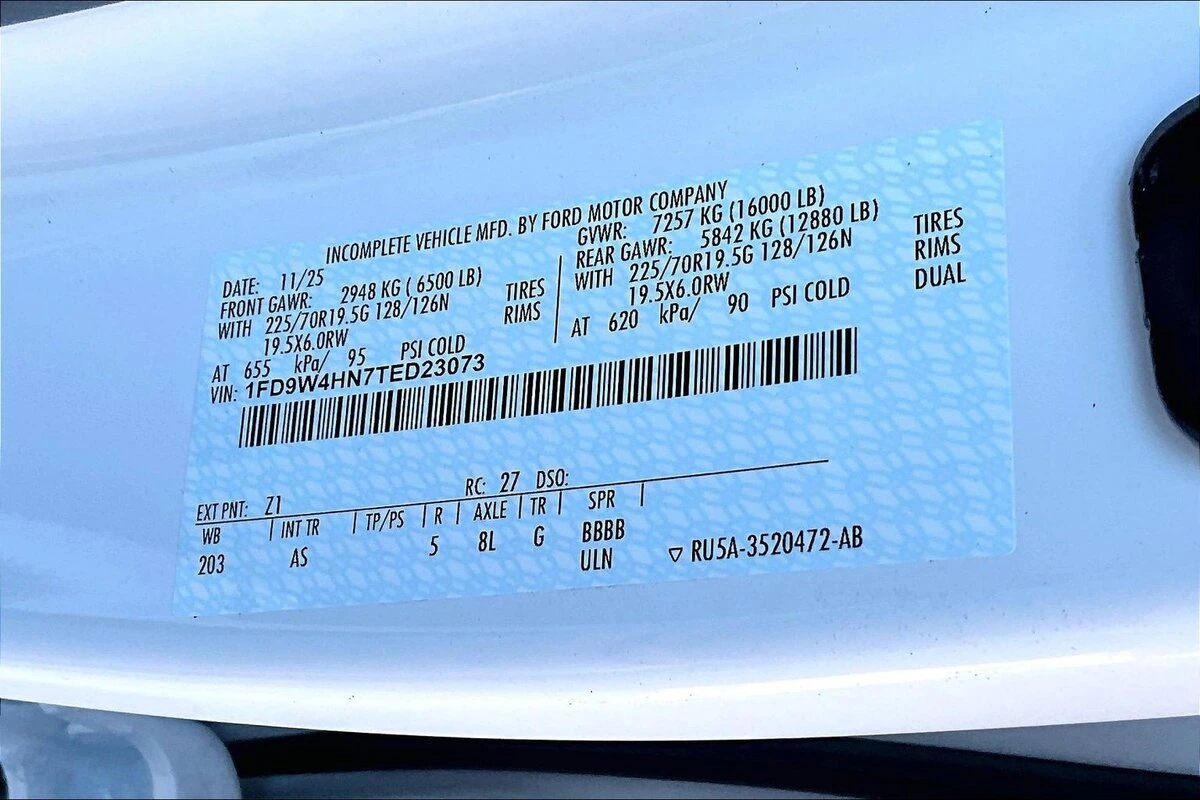 INCOMPLETE VEHICLE MFD. BY FORD MOTOR COMPANY
DATE: 11/25
FRONT GAWR: 2948 KG ( 6500 LB)
WITH 225/70R19.5G 128/126N TIRES
19.5X6.0RW RIMS
AT 655 kPa/ 95 PSI COLD
GVWR: 7257 KG (16000 LB)
REAR GAWR: 5842 KG (12880 LB)
WITH 225/70R19.5G 128/126N TIRES
19.5X6.0RW RIMS
AT 620 kPa/ 90 PSI COLD DUAL
VIN: 1FD9W4HN7TED23073
EXT PNT: Z1 RC: 27 DSO:
WB | INT TR | TP/PS | R | AXLE | TR | SPR |
203 AS 5 8L G BBBB
ULN ▽ RU5A-3520472-AB